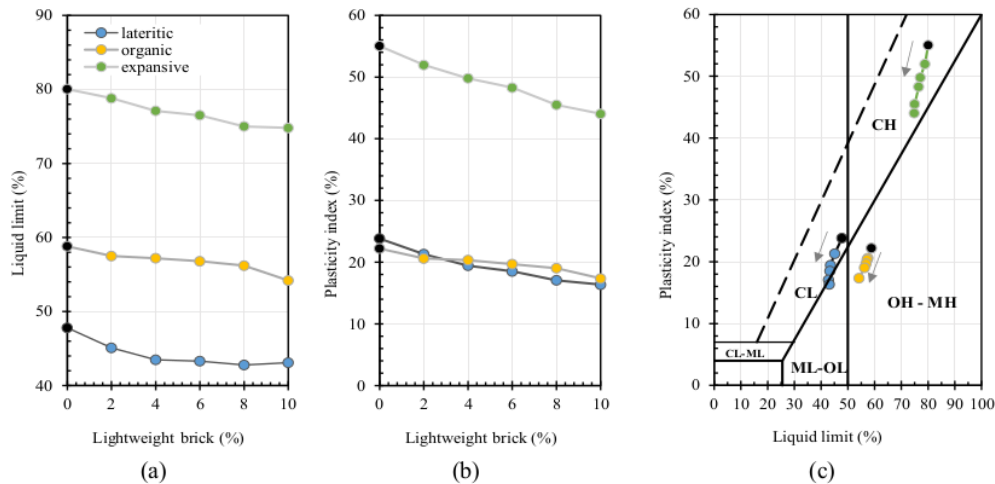 90
80
70
60
50
40
Liquid limit (%)
lateritic
organic
expansive
0 2 4 6 8 10
Lightweight brick (%)
(a)
60
50
40
30
20
10
0
Plasticity index (%)
0 2 4 6 8 10
Lightweight brick (%)
(b)
60
50
40
30
20
10
0
Plasticity index (%)
CH
CL
OH - MH
CL-ML
ML-OL
0 10 20 30 40 50 60 70 80 90 100
Liquid limit (%)
(c)